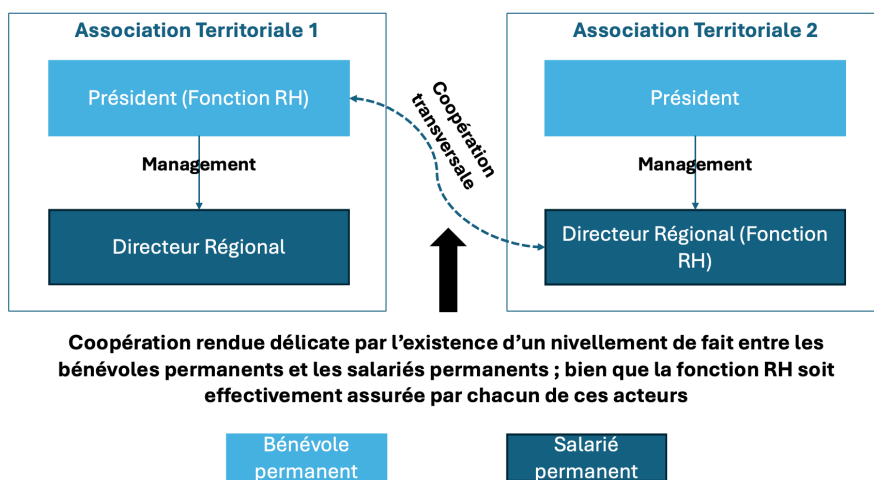 Association Territoriale 1
Président (Fonction RH)
Management
Directeur Régional
Coopération
transversale
Association Territoriale 2
Président
Management
Directeur Régional (Fonction
RH)
Coopération rendue délicate par l’existence d’un nivellement de fait entre les
bénévoles permanents et les salariés permanents ; bien que la fonction RH soit
effectivement assurée par chacun de ces acteurs
Bénévole
permanent
Salarié
permanent